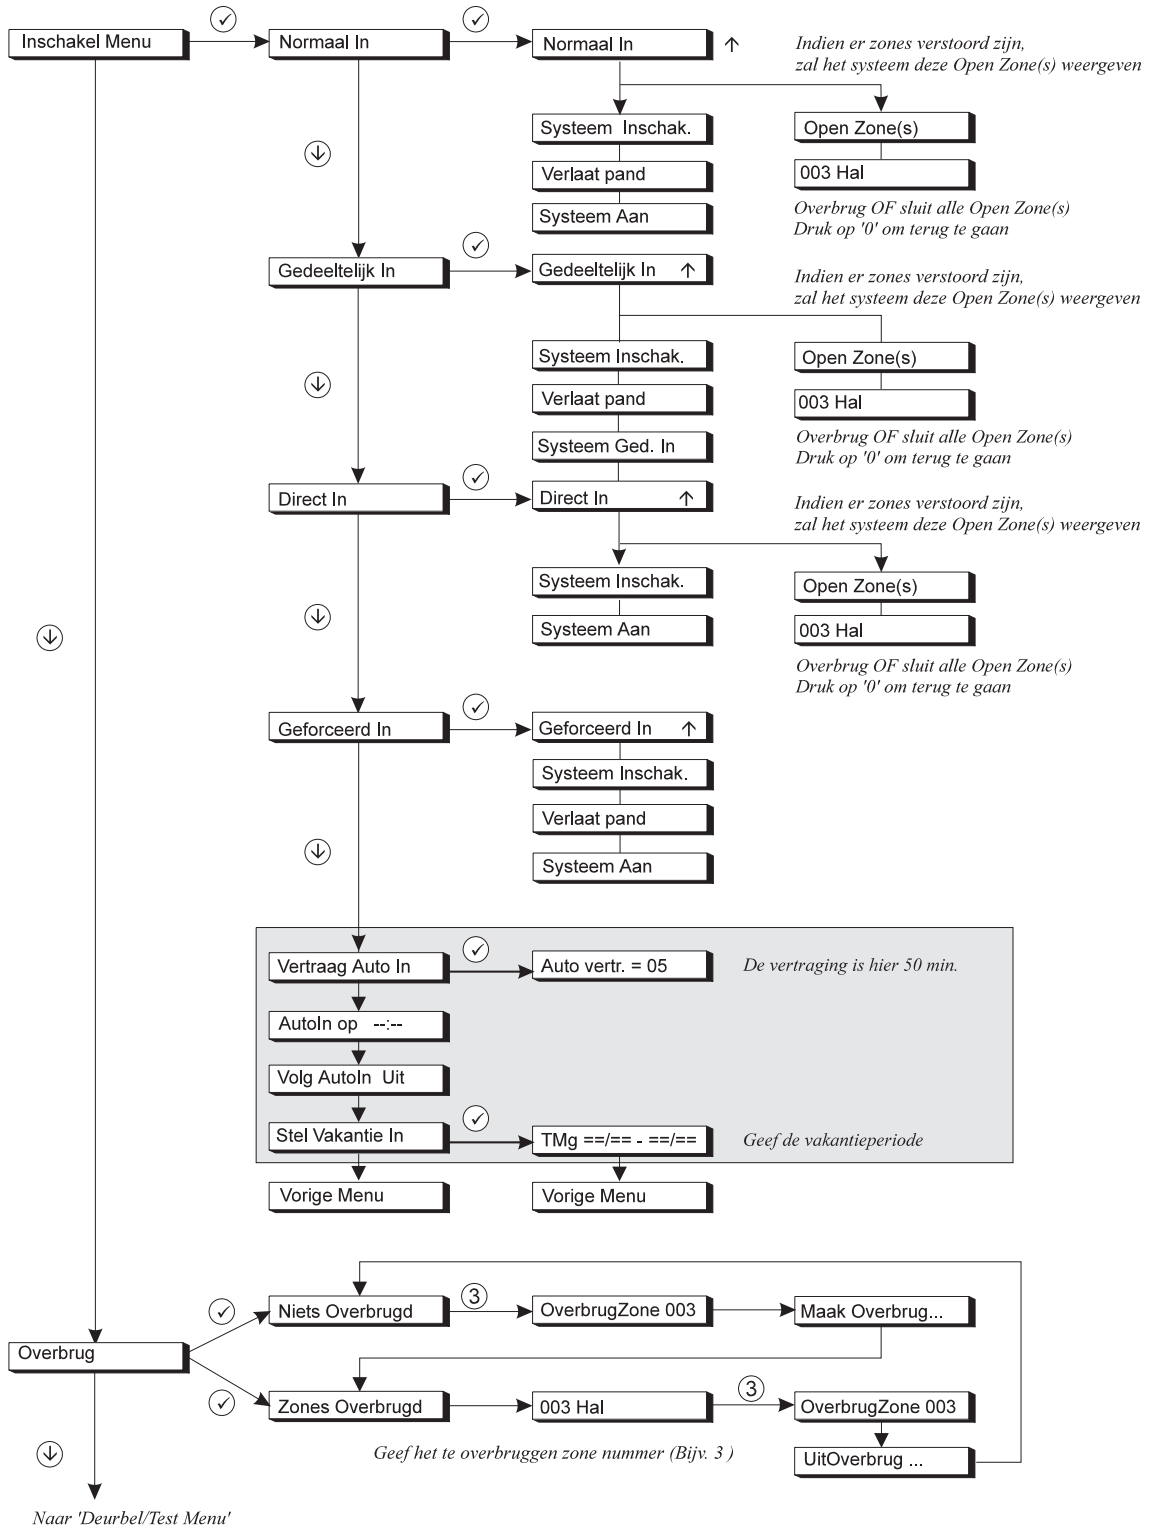 Inschakel Menu
Normaal In
Normaal In
Indien er zones verstoord zijn,
zal het systeem deze Open Zone(s) weergeven
Systeem Inschak.
Open Zone(s)
Verlaat pand
003 Hal
Systeem Aan
Overbrug OF sluit alle Open Zone(s)
Druk op '0' om terug te gaan
Gedeeltelijk In
Gedeeltelijk In
Indien er zones verstoord zijn,
zal het systeem deze Open Zone(s) weergeven
Systeem Inschak.
Open Zone(s)
Verlaat pand
003 Hal
Systeem Ged. In
Overbrug OF sluit alle Open Zone(s)
Druk op '0' om terug te gaan
Direct In
Direct In
Indien er zones verstoord zijn,
zal het systeem deze Open Zone(s) weergeven
Systeem Inschak.
Open Zone(s)
Systeem Aan
003 Hal
Overbrug OF sluit alle Open Zone(s)
Druk op '0' om terug te gaan
Geforceerd In
Geforceerd In
Systeem Inschak.
Verlaat pand
Systeem Aan
Vertraag Auto In
Auto vertr. = 05
De vertraging is hier 50 min.
AutoIn op --:--
Volg AutoIn Uit
Stel Vakantie In
TMg ==/== - ==/==
Geef de vakantieperiode
Vorige Menu
Vorige Menu
Niets Overbrugd
3
OverbrugZone 003
Maak Overbrug...
Overbrug
Zones Overbrugd
003 Hal
3
OverbrugZone 003
Geef het te overbruggen zone nummer (Bijv. 3 )
UitOverbrug ...
Naar 'Deurbel/Test Menu'